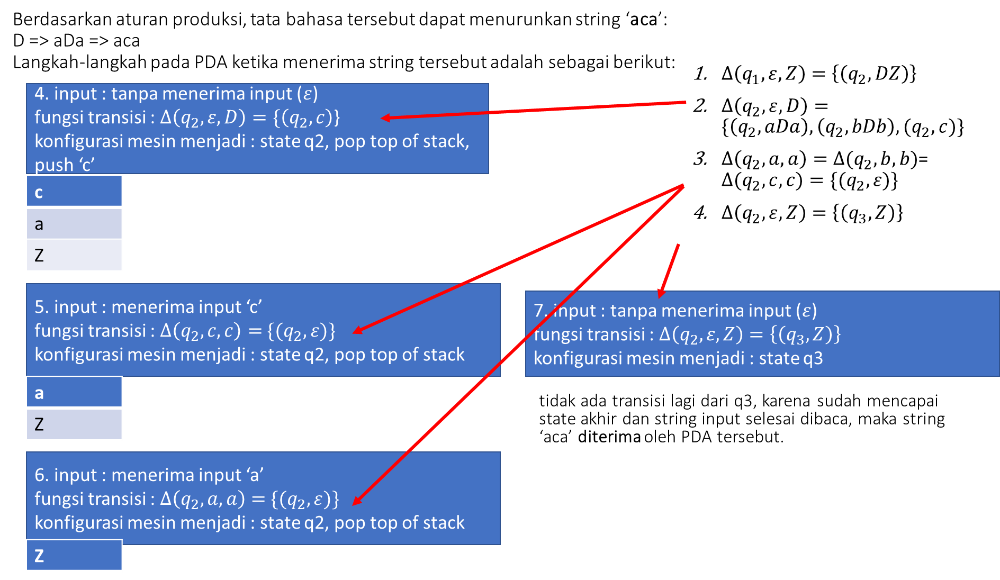 Berdasarkan aturan produksi, tata bahasa tersebut dapat menurunkan string ‘aca’:
D => aDa => aca
Langkah-langkah pada PDA ketika menerima string tersebut adalah sebagai berikut:
1. Δ(q₁, ε, Z) = {(q₂, DZ)}
2. Δ(q₂, ε, D) =
{(q₂, aDa), (q₂, bDb), (q₂, c)}
3. Δ(q₂, a, a) = Δ(q₂, b, b)=
Δ(q₂, c, c) = {(q₂, ε)}
4. Δ(q₂, ε, Z) = {(q₃, Z)}
4. input : tanpa menerima input (ε)
fungsi transisi : Δ(q₂, ε, D) = {(q₂, c)}
konfigurasi mesin menjadi : state q2, pop top of stack,
push ‘c’
c
a
Z
5. input : menerima input ‘c’
fungsi transisi : Δ(q₂, c, c) = {(q₂, ε)}
konfigurasi mesin menjadi : state q2, pop top of stack
a
Z
6. input : menerima input ‘a’
fungsi transisi : Δ(q₂, a, a) = {(q₂, ε)}
konfigurasi mesin menjadi : state q2, pop top of stack
Z
7. input : tanpa menerima input (ε)
fungsi transisi : Δ(q₂, ε, Z) = {(q₃, Z)}
konfigurasi mesin menjadi : state q3
tidak ada transisi lagi dari q3, karena sudah mencapai
state akhir dan string input selesai dibaca, maka string
‘aca’ diterima oleh PDA tersebut.